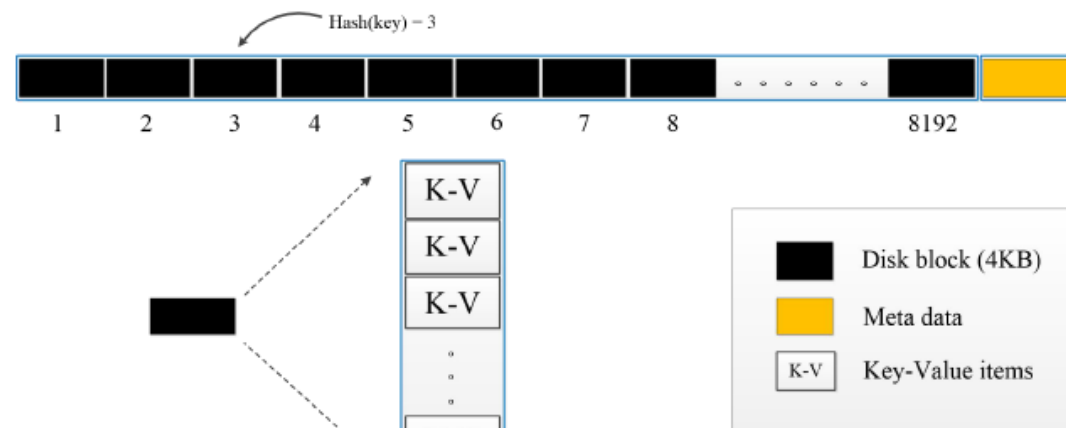 Hash(key) = 3
1 2 3 4 5 6 7 8 8192
K-V
K-V
K-V
Disk block (4KB)
Meta data
K-V Key-Value items